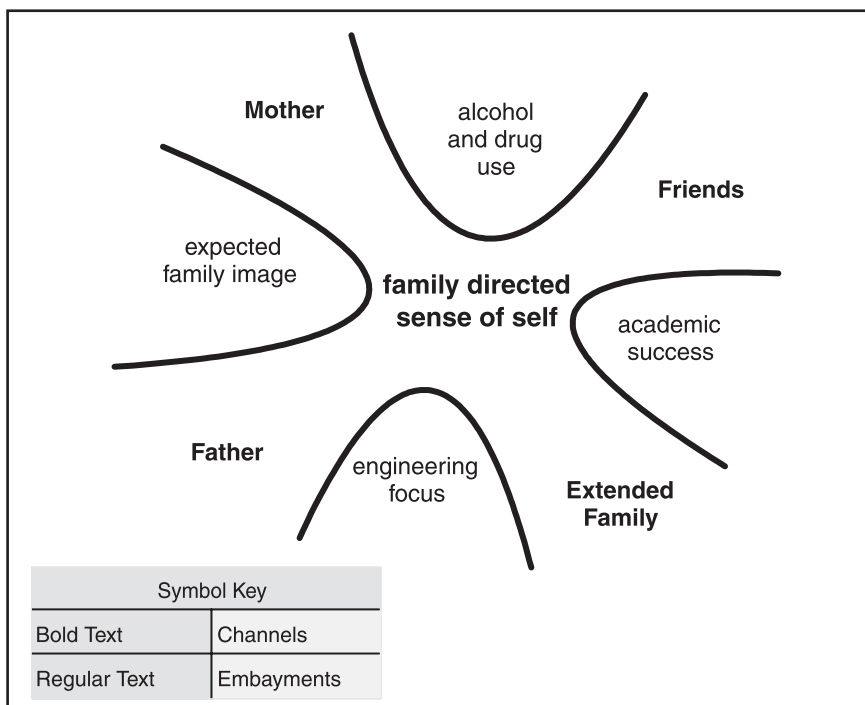 Mother
alcohol
and drug
use
Friends
expected
family image
family directed
sense of self
academic
success
Father
engineering
focus
Extended
Family
Symbol Key
Bold Text Channels
Regular Text Embayments